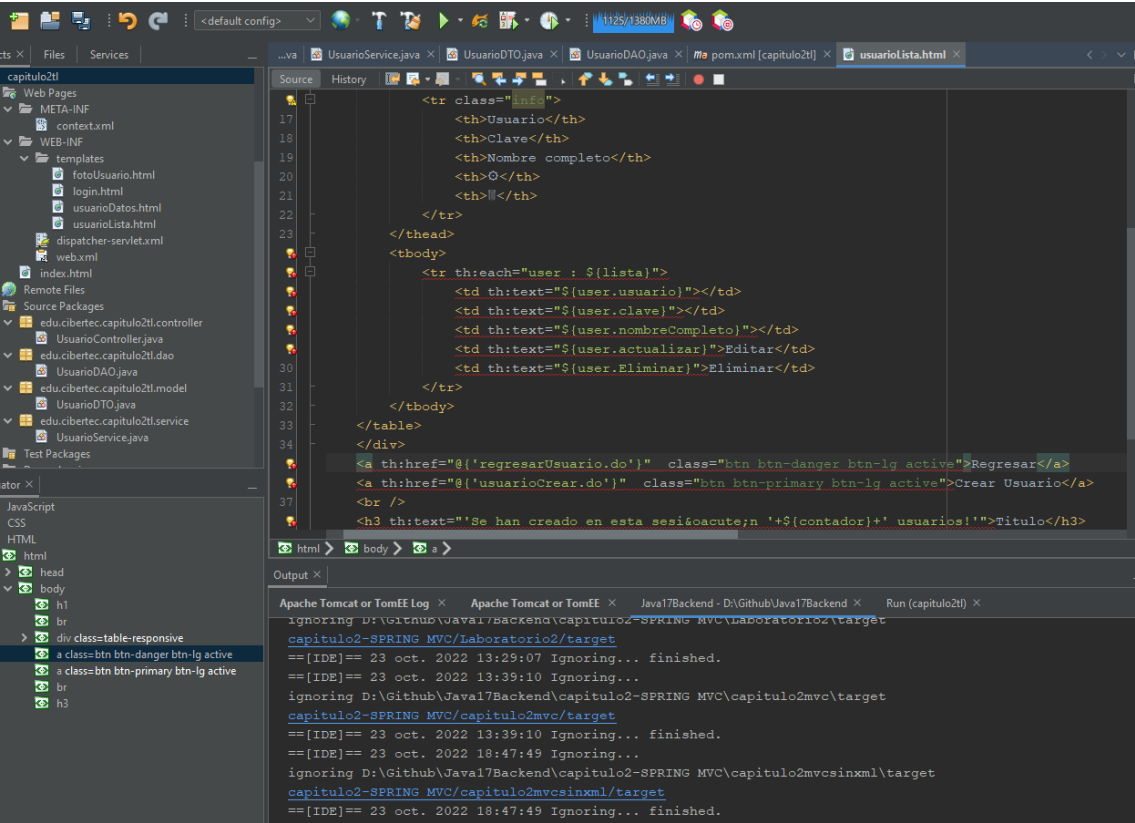 <default config>
1125/1380MB
cts × Files Services
...va UsuarioService.java × UsuarioDTO.java × UsuarioDAO.java × pom.xml [capitulo2tl] × usuarioLista.html ×
capitulo2tl
Web Pages
META-INF
context.xml
WEB-INF
templates
fotoUsuario.html
login.html
usuarioDatos.html
usuarioLista.html
dispatcher-servlet.xml
web.xml
index.html
Remote Files
Source Packages
edu.cibertec.capitulo2tl.controller
UsuarioController.java
edu.cibertec.capitulo2tl.dao
UsuarioDAO.java
edu.cibertec.capitulo2tl.model
UsuarioDTO.java
edu.cibertec.capitulo2tl.service
UsuarioService.java
Test Packages
Source History
<tr class="info">
17 <th>Usuario</th>
18 <th>Clave</th>
19 <th>Nombre completo</th>
20 <th>⚙</th>
21 <th></th>
22 </tr>
23 </thead>
<tbody>
<tr th:each="user : ${lista}">
<td th:text="${user.usuario}"></td>
<td th:text="${user.clave}"></td>
<td th:text="${user.nombreCompleto}"></td>
<td th:text="${user.actualizar}">Editar</td>
30 <td th:text="${user.Eliminar}">Eliminar</td>
31 </tr>
32 </tbody>
33 </table>
34 </div>
<a th:href="@{'regresarUsuario.do'}" class="btn btn-danger btn-lg active">Regresar</a>
<a th:href="@{'usuarioCrear.do'}" class="btn btn-primary btn-lg active">Crear Usuario</a>
37 <br />
<h3 th:text="'Se han creado en esta sesi&oacute;n '+${contador}+' usuarios!'">Titulo</h3>
html body a
ator ×
JavaScript
CSS
HTML
html
head
body
h1
br
div class=table-responsive
a class=btn btn-danger btn-lg active
a class=btn btn-primary btn-lg active
br
h3
Output ×
Apache Tomcat or TomEE Log × Apache Tomcat or TomEE × Java17Backend - D:\Github\Java17Backend × Run (capitulo2tl) ×
ignoring D:\Github\Java17Backend\capitulo2-SPRING MVC\Laboratorio2\target
capitulo2-SPRING MVC/Laboratorio2/target
==[IDE]== 23 oct. 2022 13:29:07 Ignoring... finished.
==[IDE]== 23 oct. 2022 13:39:10 Ignoring...
ignoring D:\Github\Java17Backend\capitulo2-SPRING MVC\capitulo2mvc\target
capitulo2-SPRING MVC/capitulo2mvc/target
==[IDE]== 23 oct. 2022 13:39:10 Ignoring... finished.
==[IDE]== 23 oct. 2022 18:47:49 Ignoring...
ignoring D:\Github\Java17Backend\capitulo2-SPRING MVC\capitulo2mvcsinxml\target
capitulo2-SPRING MVC/capitulo2mvcsinxml/target
==[IDE]== 23 oct. 2022 18:47:49 Ignoring... finished.